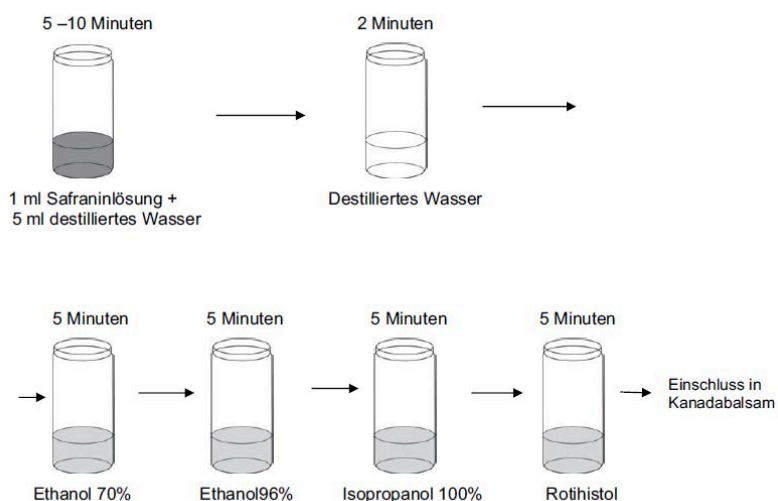 5 –10 Minuten
2 Minuten
1 ml Safraninlösung +
5 ml destilliertes Wasser
Destilliertes Wasser
5 Minuten
5 Minuten
5 Minuten
5 Minuten
Einschluss in
Kanadabalsam
Ethanol 70%
Ethanol96%
Isopropanol 100%
Rotihistol